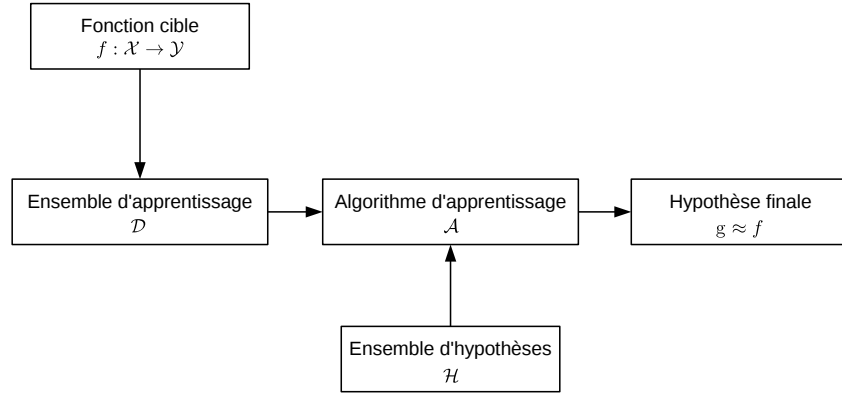 Fonction cible
f : 𝒳 → 𝒴
Ensemble d'apprentissage
𝒟
Algorithme d'apprentissage
𝒜
Hypothèse finale
g ≈ f
Ensemble d'hypothèses
ℋ